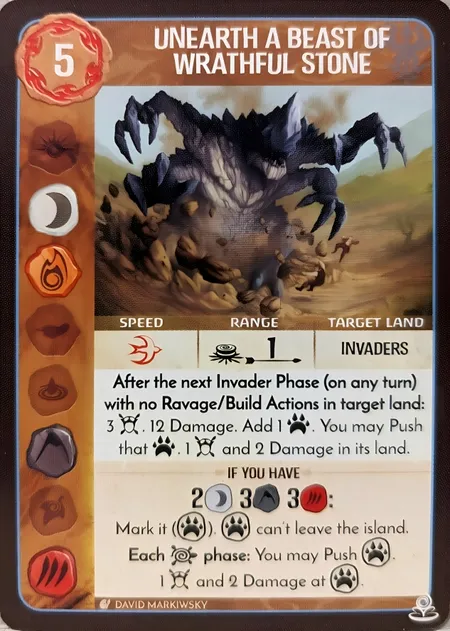 5
UNEARTH A BEAST OF
WRATHFUL STONE
SPEED RANGE TARGET LAND
1 INVADERS
After the next Invader Phase (on any turn)
with no Ravage/Build Actions in target land:
3 . 12 Damage. Add 1 . You may Push
that . 1 and 2 Damage in its land.
IF YOU HAVE
2 3 3 :
Mark it ( ). can't leave the island.
Each phase: You may Push .
1 and 2 Damage at .
DAVID MARKIWSKY